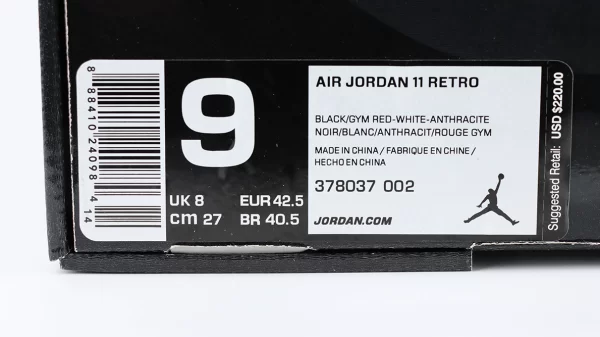 8 88410 24098 4 14
9
UK 8 EUR 42.5
cm 27 BR 40.5
AIR JORDAN 11 RETRO
BLACK/GYM RED-WHITE-ANTHRACITE
NOIR/BLANC/ANTHRACIT/ROUGE GYM
MADE IN CHINA / FABRIQUE EN CHINE /
HECHO EN CHINA
378037 002
JORDAN.COM
Suggested Retail: USD $220.00